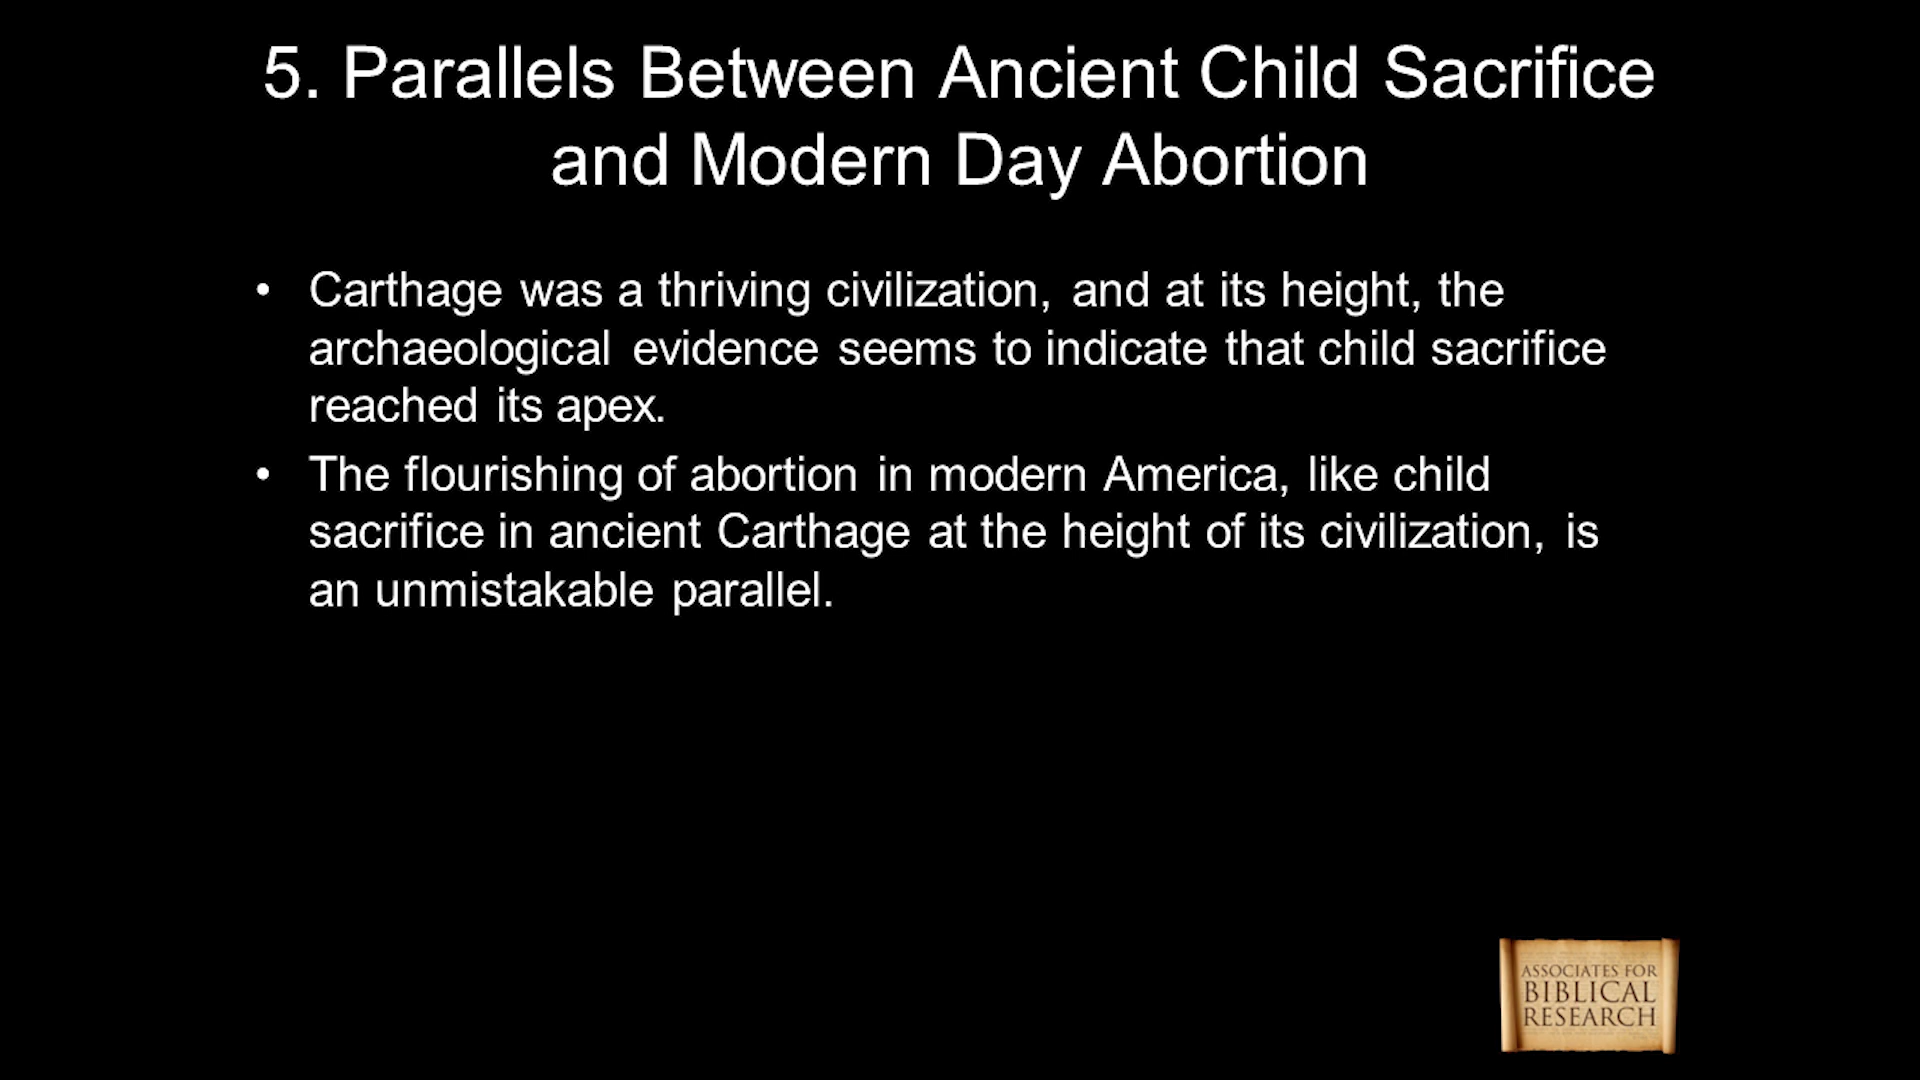 5. Parallels Between Ancient Child Sacrifice
and Modern Day Abortion
• Carthage was a thriving civilization, and at its height, the
archaeological evidence seems to indicate that child sacrifice
reached its apex.
• The flourishing of abortion in modern America, like child
sacrifice in ancient Carthage at the height of its civilization, is
an unmistakable parallel.
ASSOCIATES FOR
BIBLICAL
RESEARCH